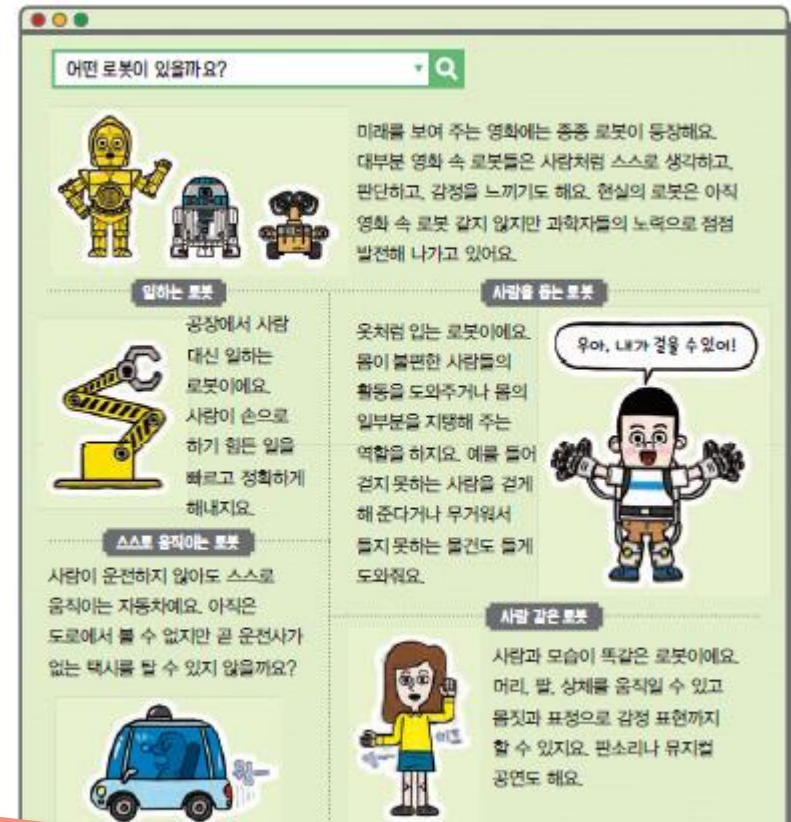 어떤 로봇이 있을까요?
미래를 보여 주는 영화에는 종종 로봇이 등장해요.
대부분 영화 속 로봇들은 사람처럼 스스로 생각하고,
판단하고, 감정을 느끼기도 해요. 현실의 로봇은 아직
영화 속 로봇 같지 않지만 과학자들의 노력으로 점점
발전해 나가고 있어요.
일하는 로봇
공장에서 사람
대신 일하는
로봇이에요.
사람이 손으로
하기 힘든 일을
빠르고 정확하게
해내지요.
스스로 움직이는 로봇
사람이 운전하지 않아도 스스로
움직이는 자동차예요. 아직은
도로에서 볼 수 없지만 곧 운전사가
없는 택시를 탈 수 있지 않을까요?
사람을 돕는 로봇
옷처럼 입는 로봇이에요.
몸이 불편한 사람들의
활동을 도와주거나 몸의
일부분을 지탱해 주는
역할을 하지요. 예를 들어
걷지 못하는 사람을 걷게
해 준다거나 무거워서
들지 못하는 물건도 들게
도와줘요.
우아, 내가 걸을 수 있어!
사람 같은 로봇
사람과 모습이 똑같은 로봇이에요.
머리, 팔, 상체를 움직일 수 있고
몸짓과 표정으로 감정 표현까지
할 수 있지요. 판소리나 뮤지컬
공연도 해요.